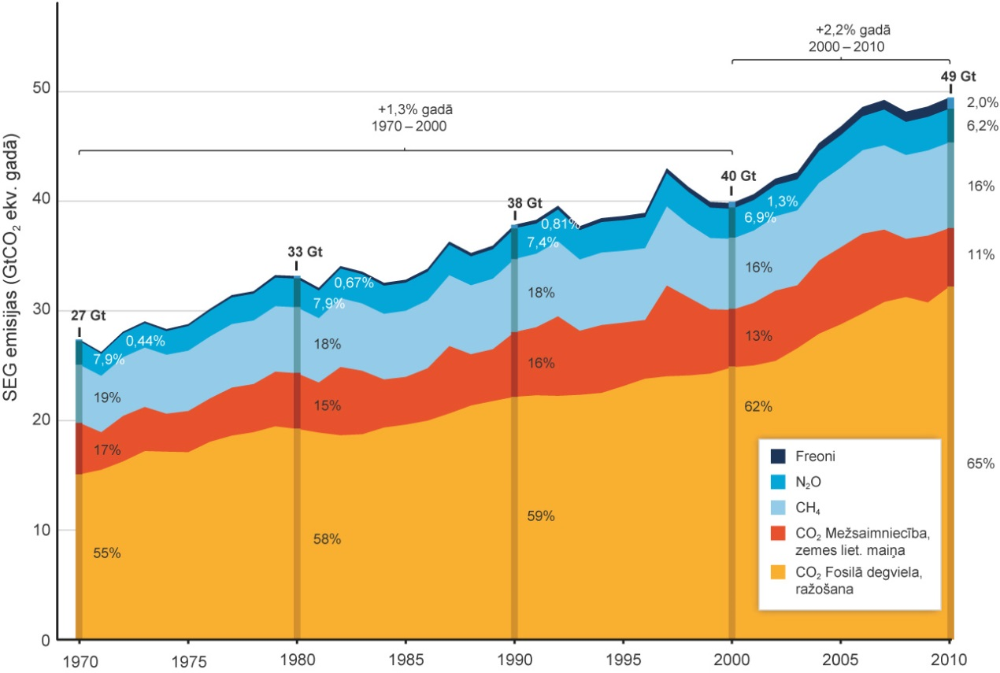 +2,2% gadā
2000 – 2010
49 Gt
50
+1,3% gadā
1970 – 2000
2,0%
6,2%
40 Gt
40
38 Gt
16%
0,81%
1,3%
7,4%
6,9%
33 Gt
11%
0,67%
16%
18%
7,9%
30
27 Gt
0,44%
18%
13%
7,9%
16%
19%
15%
62%
20
17%
65%
59%
58%
55%
10
0
SEG emisijas (GtCO₂ ekv. gadā)
Freoni
N₂O
CH₄
CO₂ Mežsaimniecība,
zemes liet. maiņa
CO₂ Fosilā degviela,
ražošana
1970 1975 1980 1985 1990 1995 2000 2005 2010